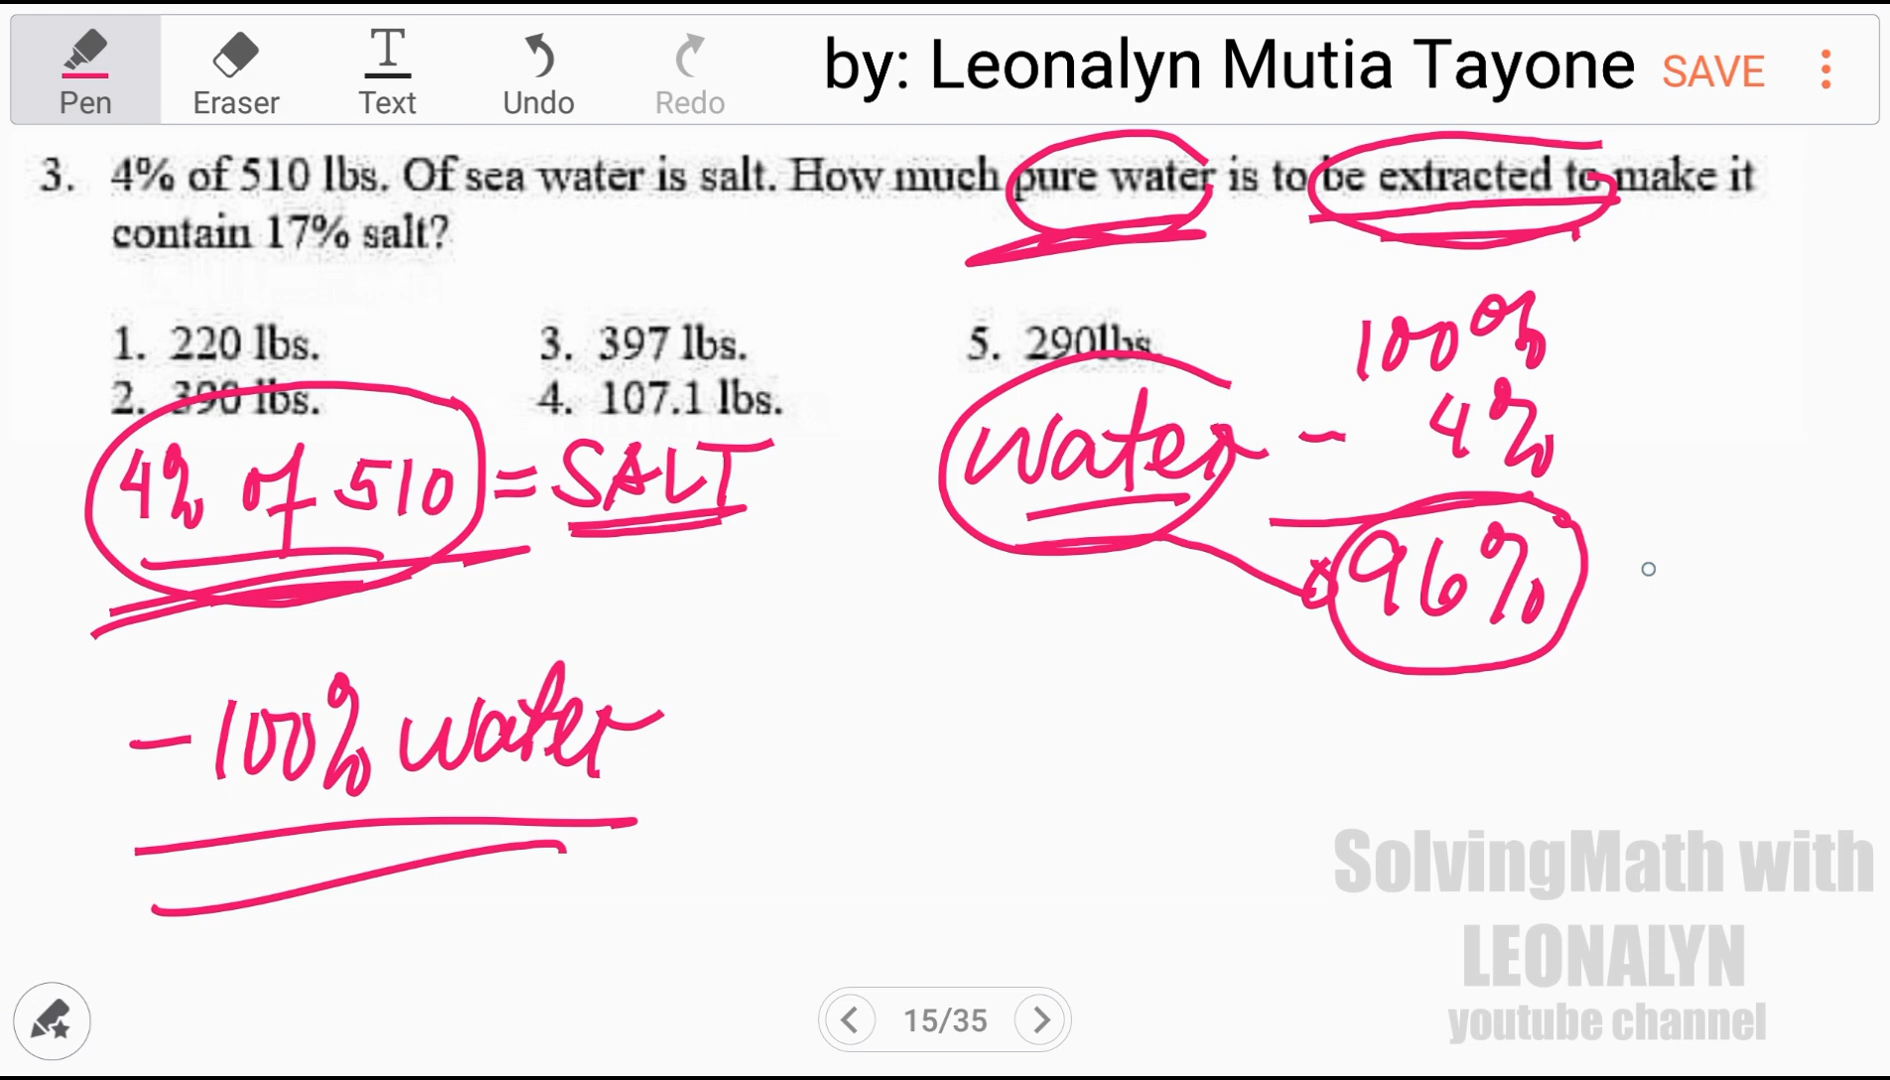 Pen Eraser Text Undo Redo by: Leonalyn Mutia Tayone SAVE
3. 4% of 510 lbs. Of sea water is salt. How much pure water is to be extracted to make it
contain 17% salt?
1. 220 lbs. 3. 397 lbs. 5. 290lbs.
2. 390 lbs. 4. 107.1 lbs.
100%
water - 4%
96%
4% of 510 = SALT
- 100% water
SolvingMath with
LEONALYN
youtube channel
15/35